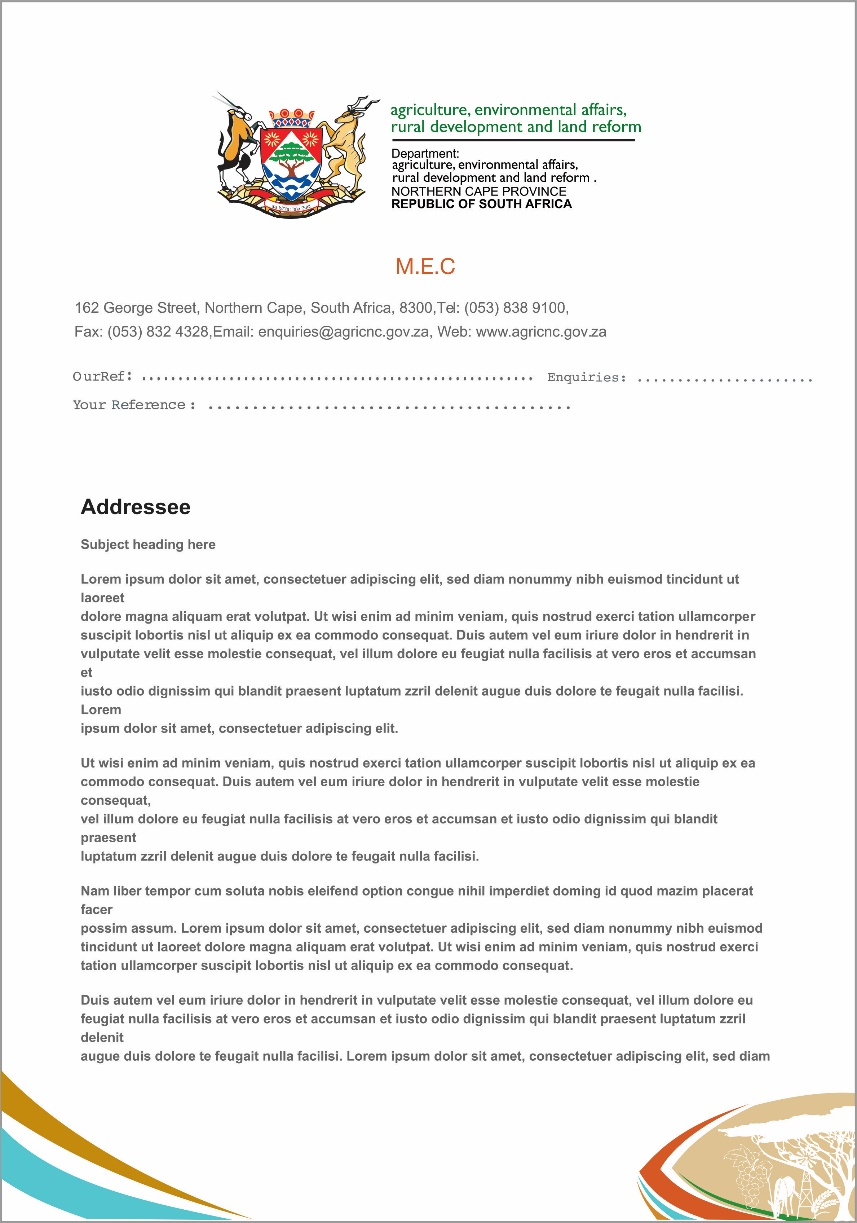 agriculture, environmental affairs,
rural development and land reform
Department:
agriculture, environmental affairs,
rural development and land reform .
NORTHERN CAPE PROVINCE
REPUBLIC OF SOUTH AFRICA
M.E.C
162 George Street, Northern Cape, South Africa, 8300,Tel: (053) 838 9100,
Fax: (053) 832 4328,Email: enquiries@agricnc.gov.za, Web: www.agricnc.gov.za
OurRef: ...................................................... Enquiries: ......................
Your Reference : .........................................
Addressee
Subject heading here
Lorem ipsum dolor sit amet, consectetuer adipiscing elit, sed diam nonummy nibh euismod tincidunt ut
laoreet
dolore magna aliquam erat volutpat. Ut wisi enim ad minim veniam, quis nostrud exerci tation ullamcorper
suscipit lobortis nisl ut aliquip ex ea commodo consequat. Duis autem vel eum iriure dolor in hendrerit in
vulputate velit esse molestie consequat, vel illum dolore eu feugiat nulla facilisis at vero eros et accumsan
et
iusto odio dignissim qui blandit praesent luptatum zzril delenit augue duis dolore te feugait nulla facilisi.
Lorem
ipsum dolor sit amet, consectetuer adipiscing elit.
Ut wisi enim ad minim veniam, quis nostrud exerci tation ullamcorper suscipit lobortis nisl ut aliquip ex ea
commodo consequat. Duis autem vel eum iriure dolor in hendrerit in vulputate velit esse molestie
consequat,
vel illum dolore eu feugiat nulla facilisis at vero eros et accumsan et iusto odio dignissim qui blandit
praesent
luptatum zzril delenit augue duis dolore te feugait nulla facilisi.
Nam liber tempor cum soluta nobis eleifend option congue nihil imperdiet doming id quod mazim placerat
facer
possim assum. Lorem ipsum dolor sit amet, consectetuer adipiscing elit, sed diam nonummy nibh euismod
tincidunt ut laoreet dolore magna aliquam erat volutpat. Ut wisi enim ad minim veniam, quis nostrud exerci
tation ullamcorper suscipit lobortis nisl ut aliquip ex ea commodo consequat.
Duis autem vel eum iriure dolor in hendrerit in vulputate velit esse molestie consequat, vel illum dolore eu
feugiat nulla facilisis at vero eros et accumsan et iusto odio dignissim qui blandit praesent luptatum zzril
delenit
augue duis dolore te feugait nulla facilisi. Lorem ipsum dolor sit amet, consectetuer adipiscing elit, sed diam